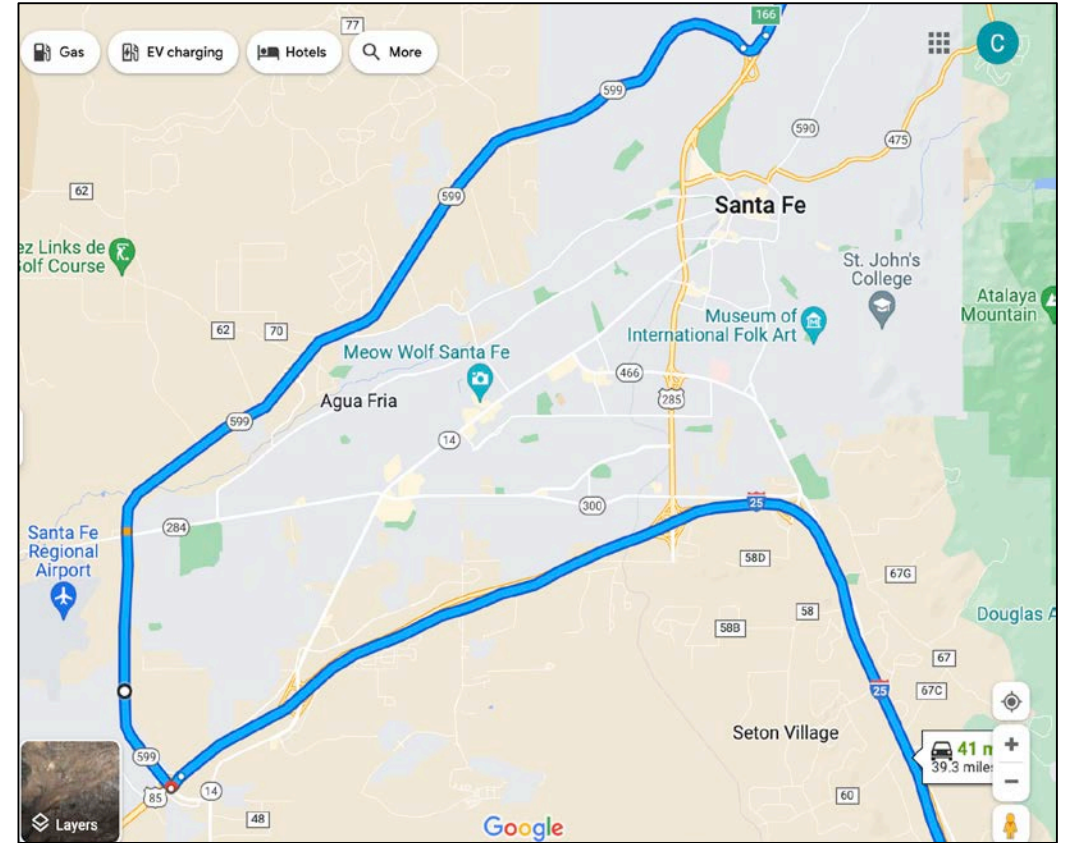 77
166
Gas
EV charging
Hotels
More
C
599
590
475
62
599
Santa Fe
ez Links de
Golf Course
St. John's
College
Atalaya
Mountain
62
70
Museum of
International Folk Art
Meow Wolf Santa Fe
466
Agua Fria
285
599
14
300
25
284
Santa Fe
Regional
Airport
58D
67G
58
Douglas A
58B
67
25
67C
Seton Village
41 m
39.3 miles
599
85
14
60
48
Layers
Google